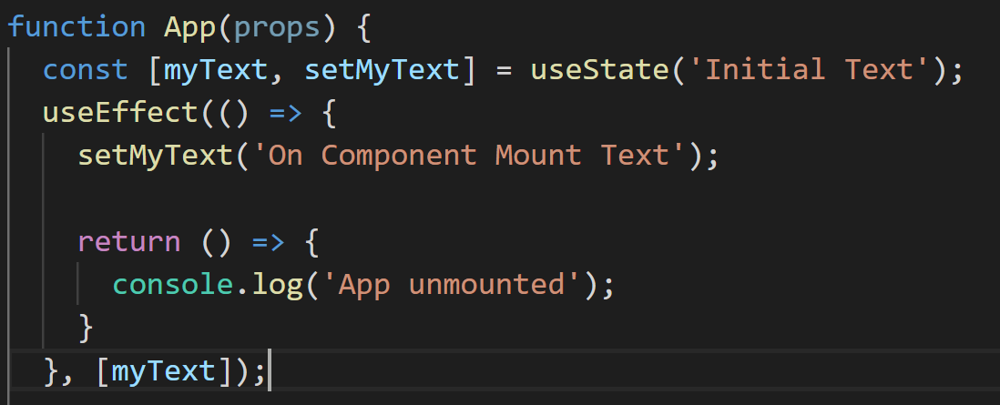 function App(props) {
const [myText, setMyText] = useState('Initial Text');
useEffect(() => {
setMyText('On Component Mount Text');
return () => {
console.log('App unmounted');
}
}, [myText]);